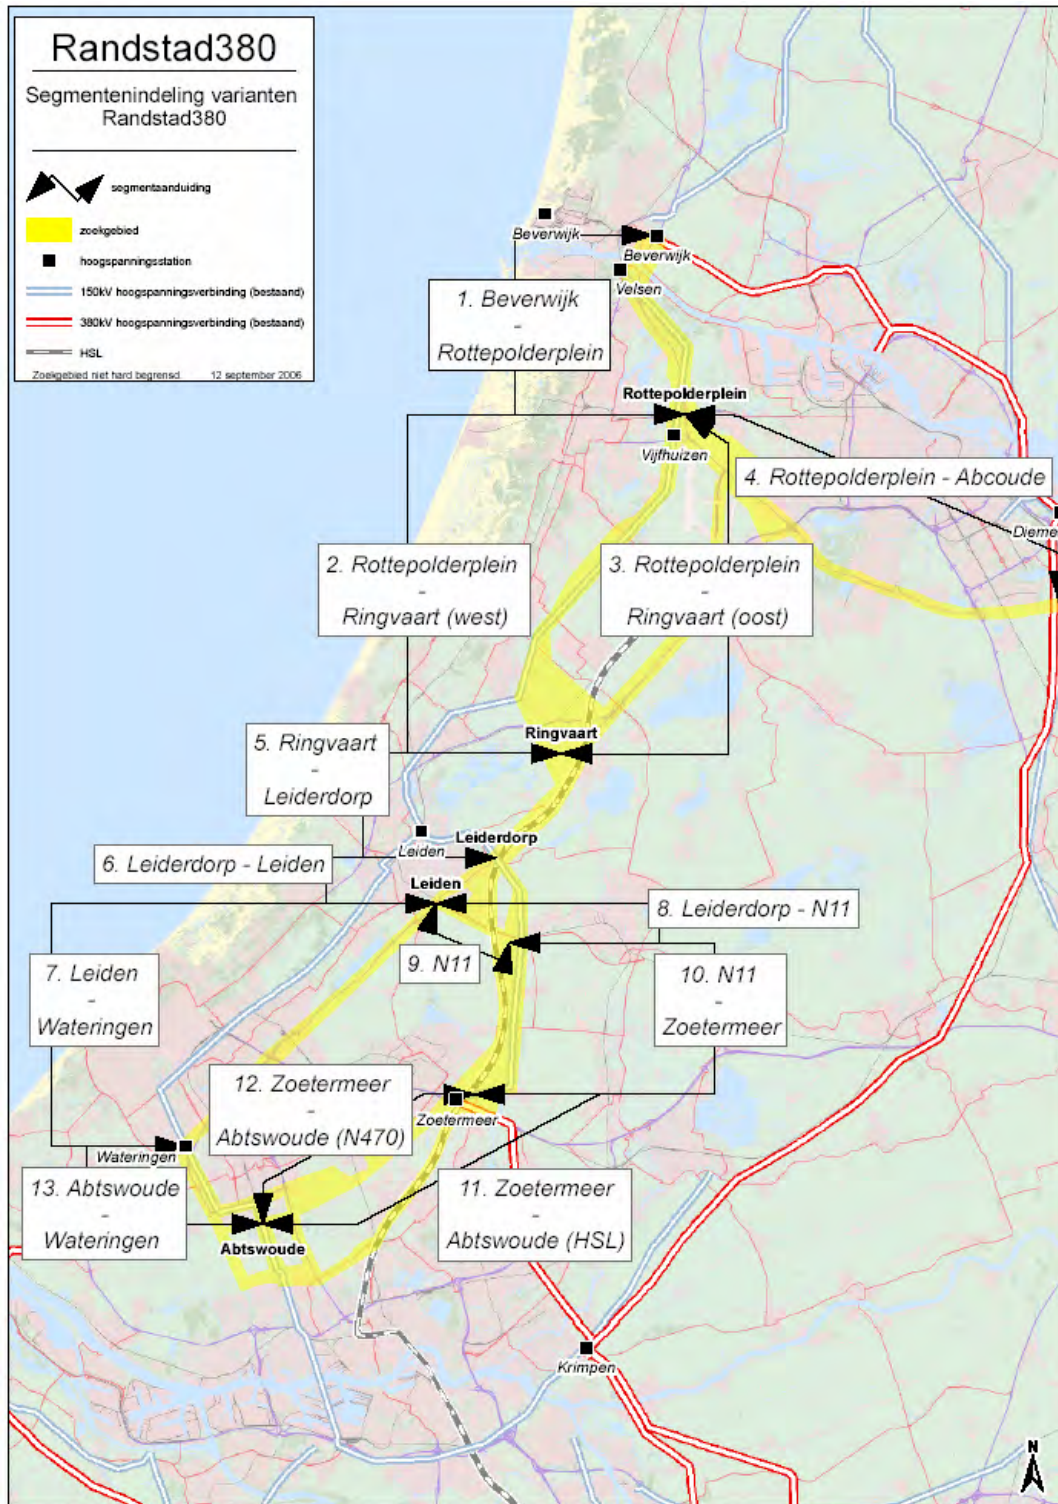 Randstad380
Segmentenindeling varianten
Randstad380
segmentaanduiding
zoekgebied
hoogspanningsstation
150kV hoogspanningsverbinding (bestaand)
380kV hoogspanningsverbinding (bestaand)
HSL
Zoekgebied niet hard begrensd. 12 september 2006
Beverwijk
Beverwijk
Velsen
1. Beverwijk
-
Rottepolderplein
Rottepolderplein
Vijfhuizen
4. Rottepolderplein - Abcoude
Dieme
2. Rottepolderplein
-
Ringvaart (west)
3. Rottepolderplein
-
Ringvaart (oost)
Ringvaart
5. Ringvaart
-
Leiderdorp
Leiden
Leiderdorp
6. Leiderdorp - Leiden
Leiden
8. Leiderdorp - N11
9. N11
7. Leiden
-
Wateringen
10. N11
-
Zoetermeer
12. Zoetermeer
-
Abtswoude (N470)
Zoetermeer
Wateringen
13. Abtswoude
-
Wateringen
11. Zoetermeer
-
Abtswoude (HSL)
Abtswoude
Krimpen
N